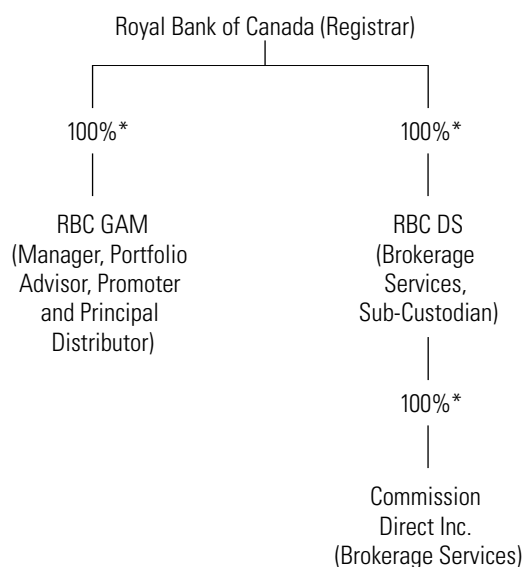 Royal Bank of Canada (Registrar)
100%*
100%*
RBC GAM
(Manager, Portfolio
Advisor, Promoter
and Principal
Distributor)
RBC DS
(Brokerage
Services,
Sub-Custodian)
100%*
Commission
Direct Inc.
(Brokerage Services)